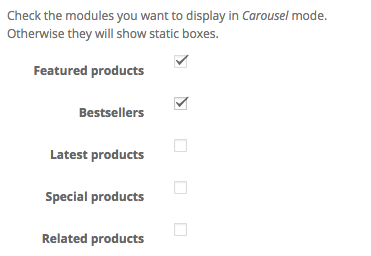 Check the modules you want to display in Carousel mode.
Otherwise they will show static boxes.
Featured products
Bestsellers
Latest products
Special products
Related products